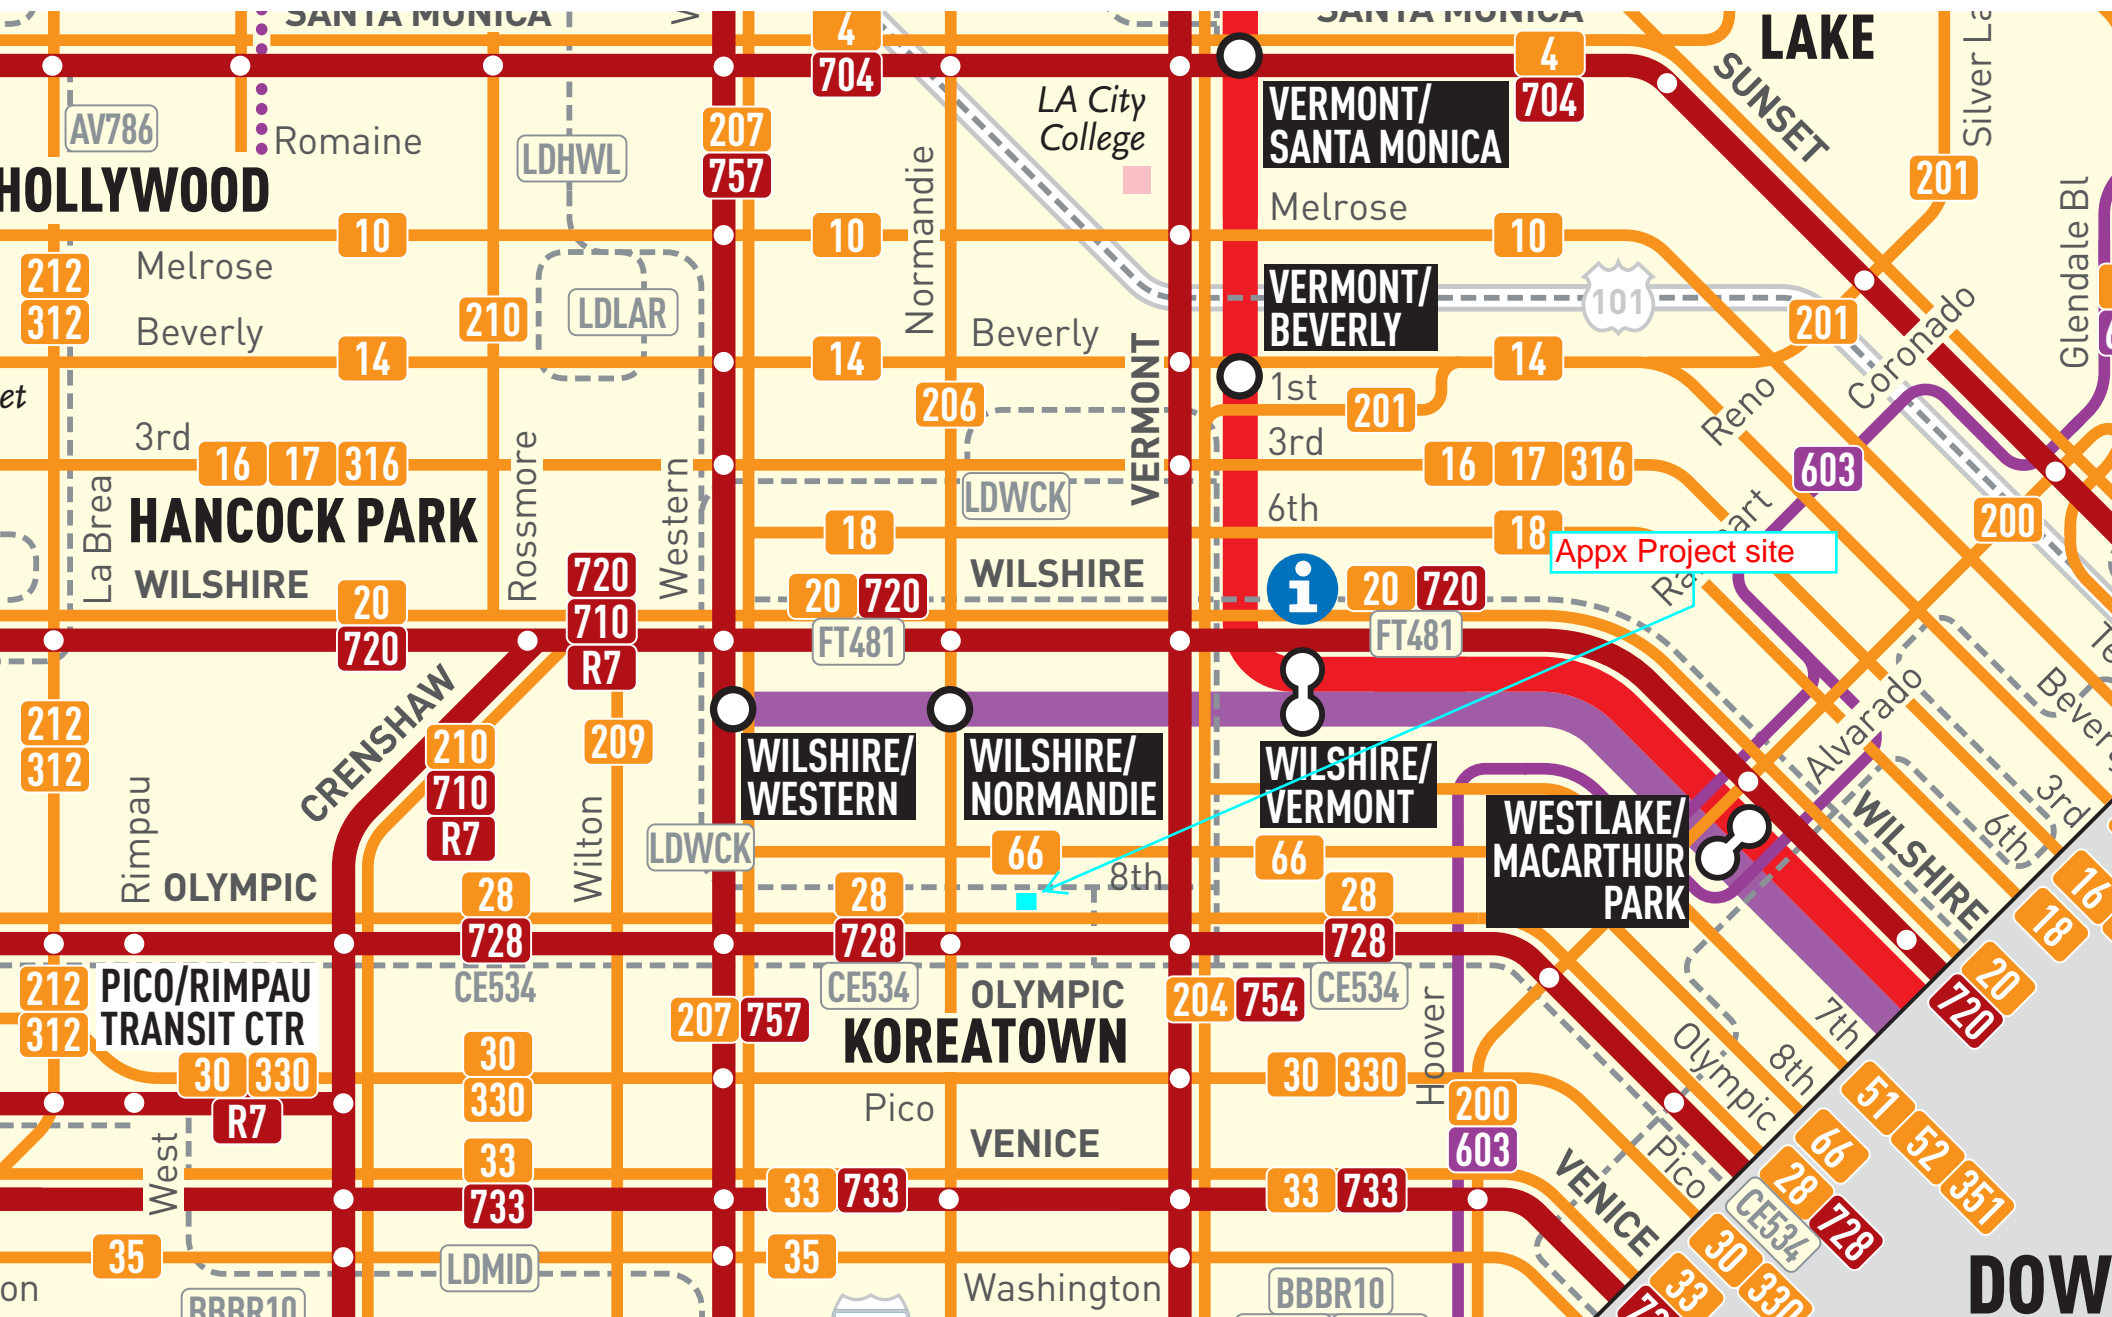 SANTA MONICA
SANTA MONICA
4
704
4
704
LAKE
SUNSET
Silver La
AV786
Romaine
LDHWL
207
757
Normandie
LA City
College
VERMONT/
SANTA MONICA
201
HOLLYWOOD
10
10
Melrose
10
Glendale Bl
212
312
Melrose
Beverly
14
210
LDLAR
14
Beverly
VERMONT/
BEVERLY
101
14
201
Coronado
et
206
VERMONT
1st
201
Reno
3rd
16
17
316
3rd
16
17
316
603
La Brea
HANCOCK PARK
Rossmore
Western
LDWCK
6th
18
18
200
Appx Project site
WILSHIRE
20
720
720
710
R7
20
720
FT481
WILSHIRE
20
720
FT481
CRENSHAW
212
312
210
710
R7
209
WILSHIRE/
WESTERN
WILSHIRE/
NORMANDIE
WILSHIRE/
VERMONT
WESTLAKE/
MACARTHUR
PARK
Alvarado
WILSHIRE
3rd
6th
Rimpau
Wilton
LDWCK
66
8th
66
OLYMPIC
28
728
CE534
28
728
CE534
28
728
CE534
16
18
20
720
212
312
PICO/RIMPAU
TRANSIT CTR
30
330
R7
207
757
OLYMPIC
KOREATOWN
204
754
Hoover
Olympic
8th
7th
30
330
Pico
30
330
200
603
51
52
351
66
28
728
CE534
West
33
733
33
733
VENICE
33
733
VENICE
Pico
30
330
33
35
LDMID
35
Washington
BBBR10
BBBR10
on
DOW